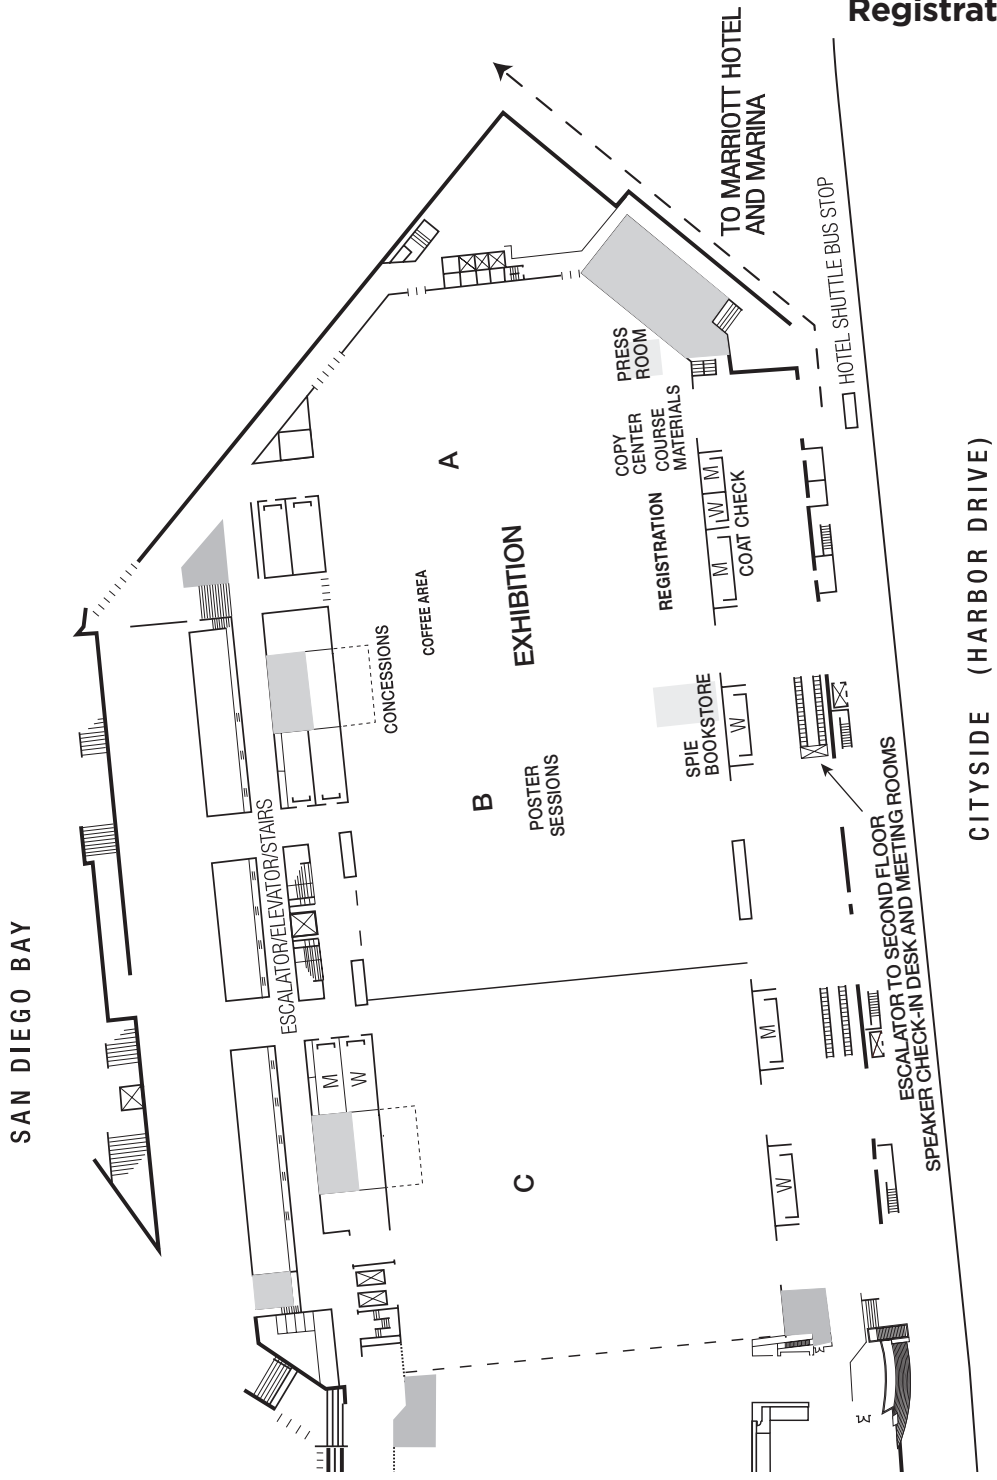 Registrat
TO MARRIOTT HOTEL
AND MARINA
HOTEL SHUTTLE BUS STOP
PRESS
ROOM
COPY
CENTER
COURSE
MATERIALS
A
M
W
M
COAT CHECK
REGISTRATION
EXHIBITION
COFFEE AREA
CONCESSIONS
SPIE
BOOKSTORE
W
B
POSTER
SESSIONS
ESCALATOR/ELEVATOR/STAIRS
CITYSIDE (HARBOR DRIVE)
ESCALATOR TO SECOND FLOOR
SPEAKER CHECK-IN DESK AND MEETING ROOMS
SAN DIEGO BAY
M
W
M
C
W